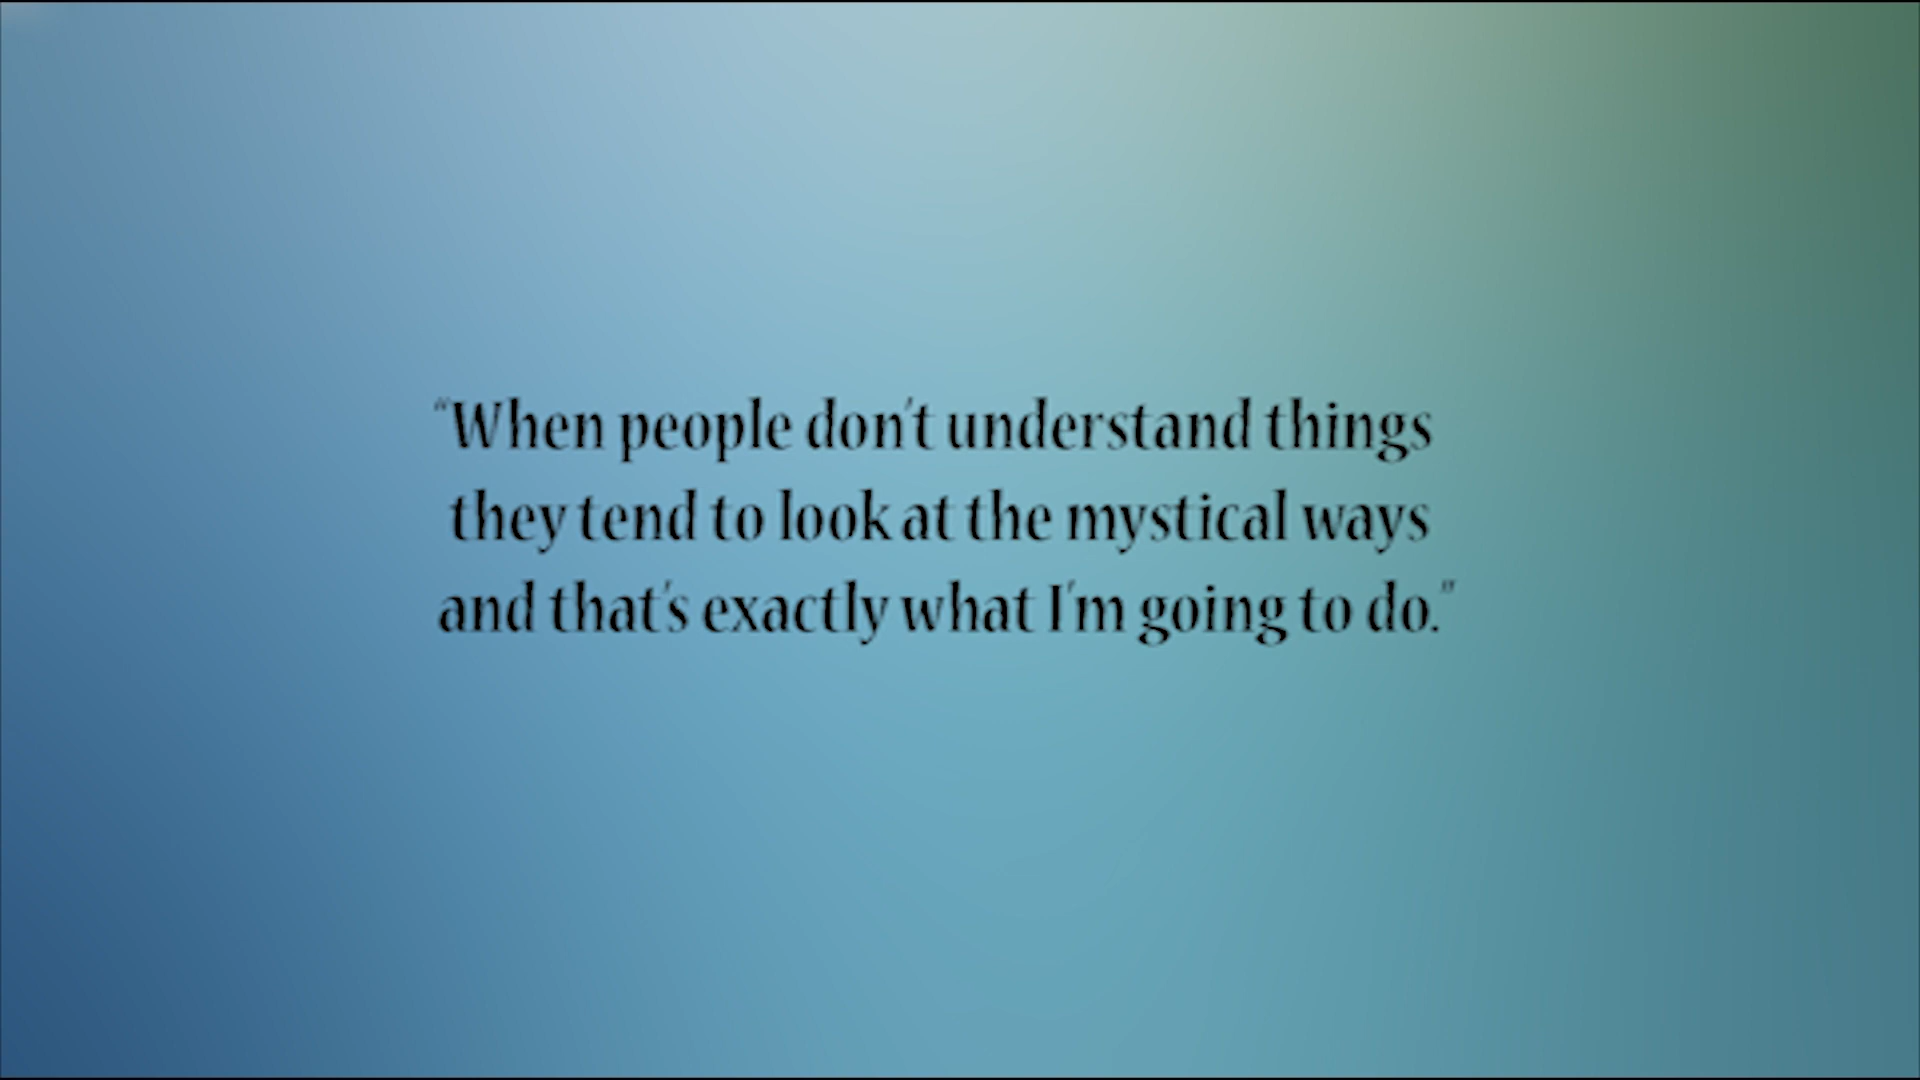 “When people don't understand things
they tend to look at the mystical ways
and that's exactly what I'm going to do.”